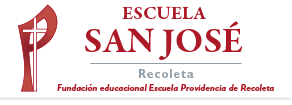 ESCUELA
SAN JOSÉ
Recoleta
Fundación educacional Escuela Providencia de Recoleta